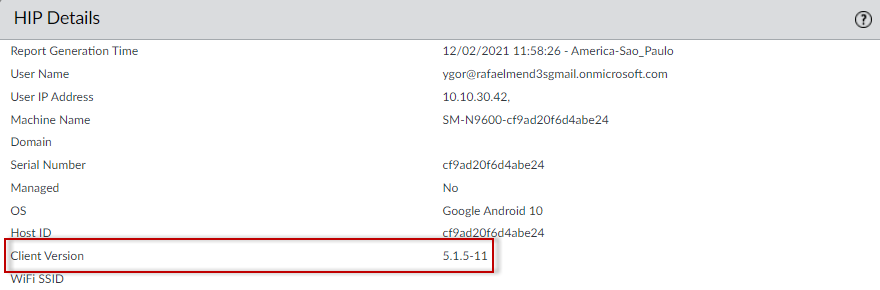 HIP Details
Report Generation Time 12/02/2021 11:58:26 - America-Sao_Paulo
User Name ygor@rafaelmend3sgmail.onmicrosoft.com
User IP Address 10.10.30.42,
Machine Name SM-N9600-cf9ad20f6d4abe24
Domain
Serial Number cf9ad20f6d4abe24
Managed No
OS Google Android 10
Host ID cf9ad20f6d4abe24
Client Version 5.1.5-11
WiFi SSID